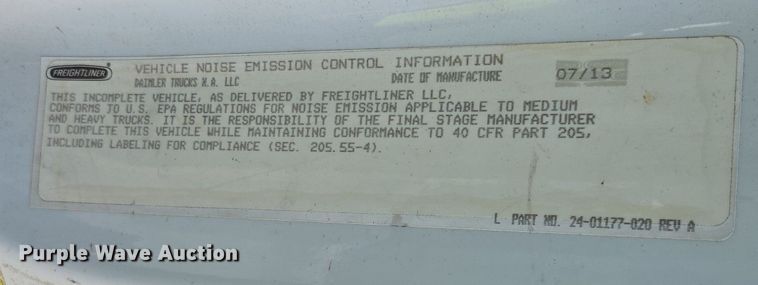 FREIGHTLINER
VEHICLE NOISE EMISSION CONTROL INFORMATION
DAIMLER TRUCKS N.A. LLC DATE OF MANUFACTURE 07/13
THIS INCOMPLETE VEHICLE, AS DELIVERED BY FREIGHTLINER LLC,
CONFORMS TO U.S. EPA REGULATIONS FOR NOISE EMISSION APPLICABLE TO MEDIUM
AND HEAVY TRUCKS. IT IS THE RESPONSIBILITY OF THE FINAL STAGE MANUFACTURER
TO COMPLETE THIS VEHICLE WHILE MAINTAINING CONFORMANCE TO 40 CFR PART 205,
INCLUDING LABELING FOR COMPLIANCE (SEC. 205.55-4).
L PART NO. 24-01177-020 REV A
Purple Wave Auction